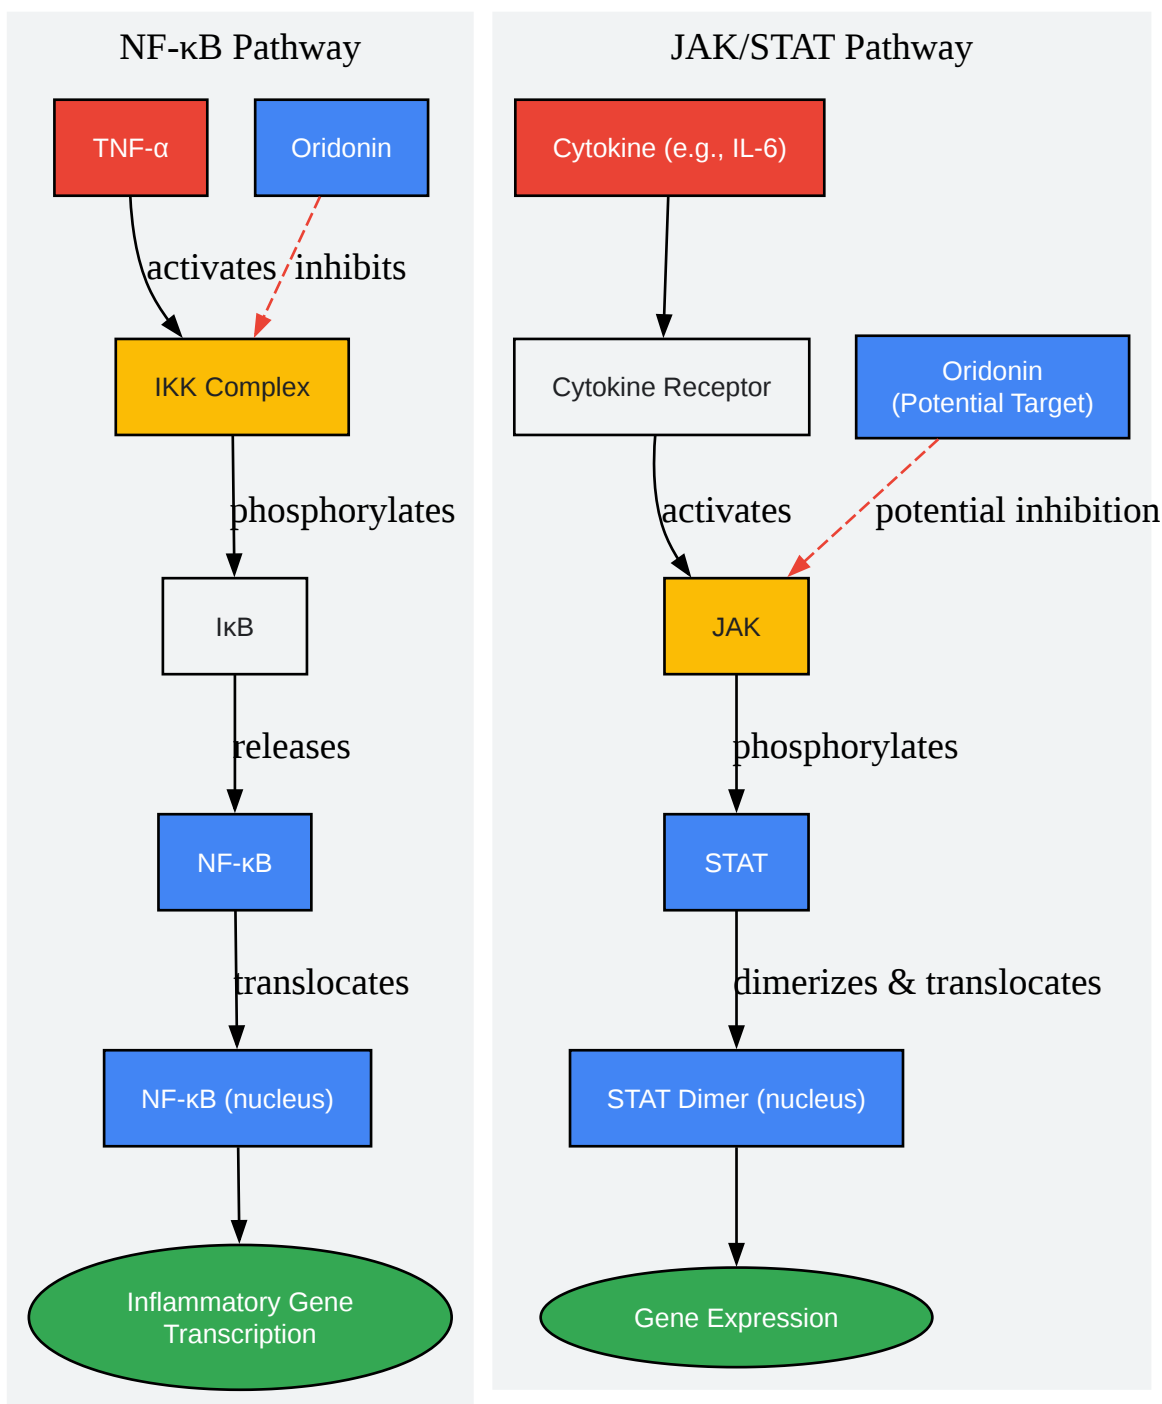 NF-κB Pathway
TNF-α
Oridonin
activates
inhibits
IKK Complex
phosphorylates
IκB
releases
NF-κB
translocates
NF-κB (nucleus)
Inflammatory Gene
Transcription
JAK/STAT Pathway
Cytokine (e.g., IL-6)
Cytokine Receptor
Oridonin
(Potential Target)
activates
potential inhibition
JAK
phosphorylates
STAT
dimerizes & translocates
STAT Dimer (nucleus)
Gene Expression